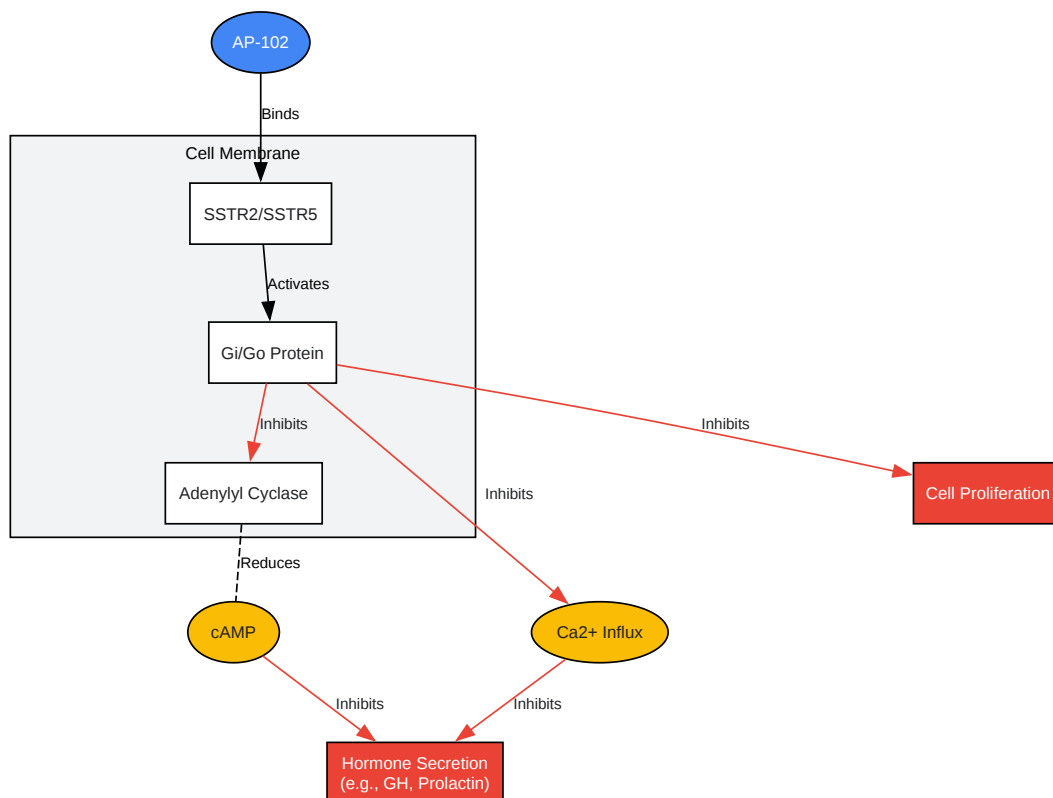 AP-102
Binds
Cell Membrane
SSTR2/SSTR5
Activates
Gi/Go Protein
Inhibits
Inhibits
Adenylyl Cyclase
Inhibits
Cell Proliferation
Reduces
cAMP
Ca2+ Influx
Inhibits
Inhibits
Hormone Secretion
(e.g., GH, Prolactin)